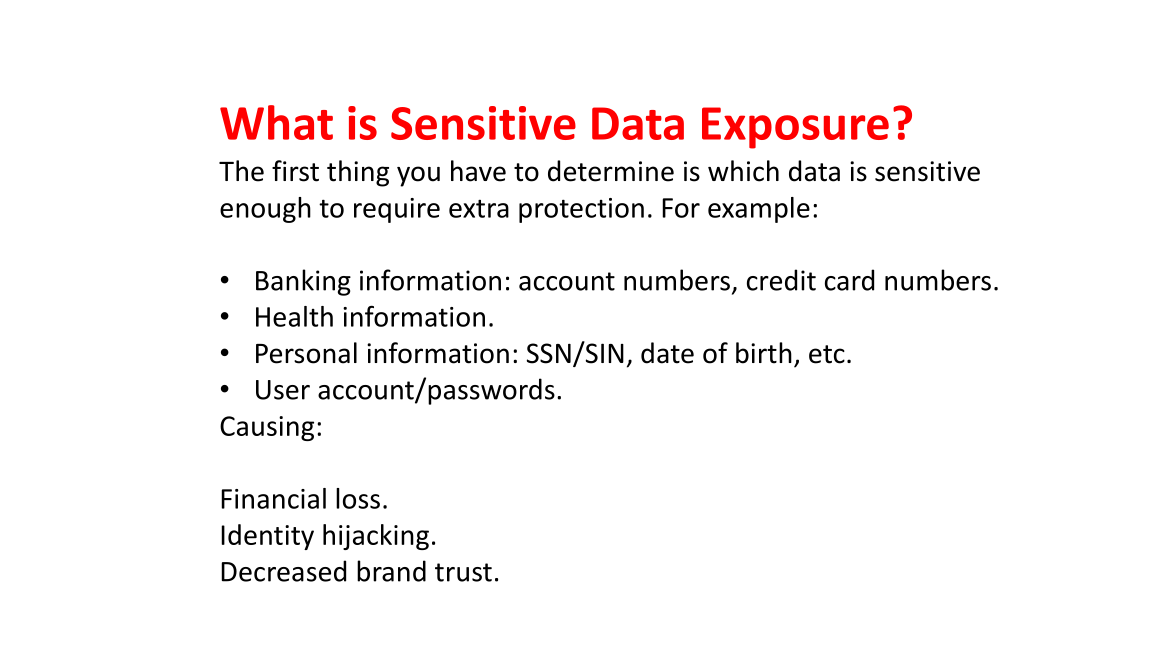 What is Sensitive Data Exposure?
The first thing you have to determine is which data is sensitive
enough to require extra protection. For example:
• Banking information: account numbers, credit card numbers.
• Health information.
• Personal information: SSN/SIN, date of birth, etc.
• User account/passwords.
Causing:
Financial loss.
Identity hijacking.
Decreased brand trust.